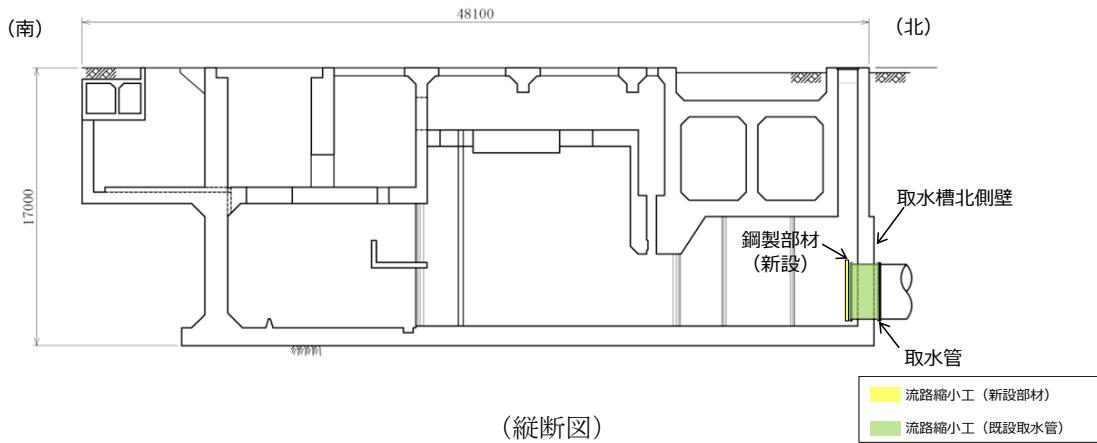 48100
（南）
（北）
17000
取水槽北側壁
鋼製部材
（新設）
取水管
流路縮小工（新設部材）
流路縮小工（既設取水管）
（縦断図）